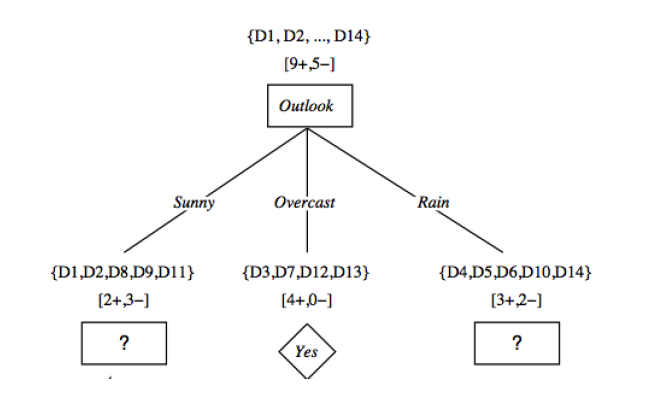 {D1, D2, ..., D14}
[9+,5−]
Outlook
Sunny Overcast Rain
{D1,D2,D8,D9,D11} {D3,D7,D12,D13} {D4,D5,D6,D10,D14}
[2+,3−] [4+,0−] [3+,2−]
? Yes ?